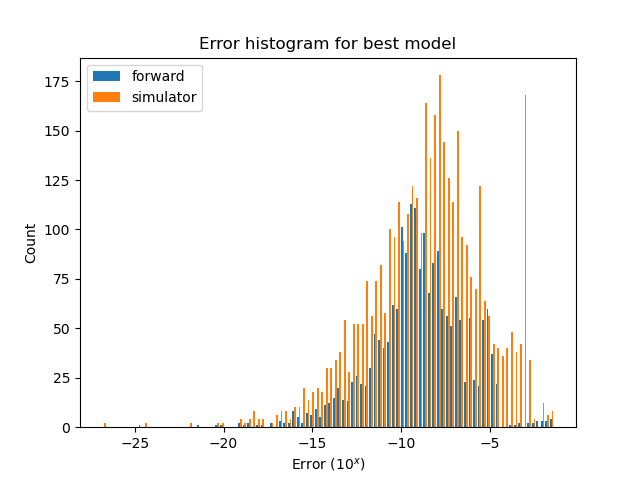 Error histogram for best model
forward
simulator
175
150
125
100
75
50
25
0
Count
−25 −20 −15 −10 −5
Error (10^x)